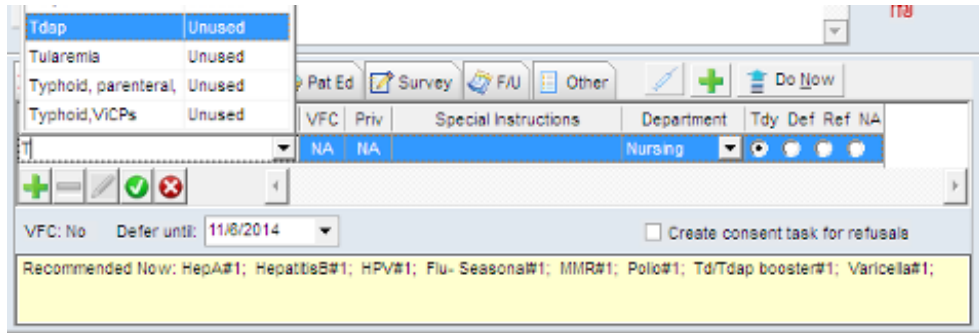 Tdap Unused
Tularemia Unused
Typhoid, parenteral, Unused
Typhoid,ViCPs Unused
Pat Ed Survey F/U Other Do Now
VFC Priv Special Instructions Department Tdy Def Ref NA
T NA NA Nursing
VFC: No Defer until: 11/6/2014 Create consent task for refusals
Recommended Now: HepA#1; HepatitisB#1; HPV#1; Flu- Seasonal#1; MMR#1; Polio#1; Td/Tdap booster#1; Varicella#1;